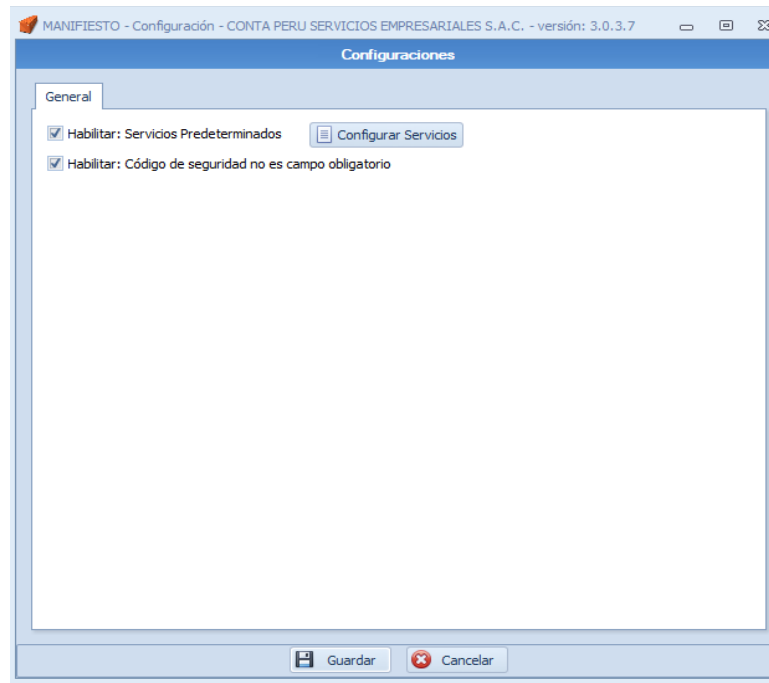 MANIFIESTO - Configuración - CONTA PERU SERVICIOS EMPRESARIALES S.A.C. - versión: 3.0.3.7
Configuraciones
General
Habilitar: Servicios Predeterminados Configurar Servicios
Habilitar: Código de seguridad no es campo obligatorio
Guardar Cancelar